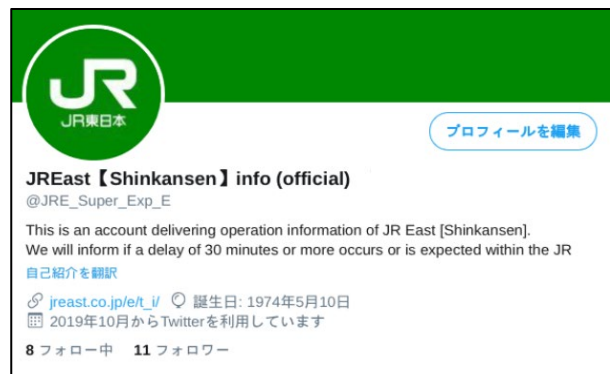 JR
JR東日本
プロフィールを編集
JREast【Shinkansen】info (official)
@JRE_Super_Exp_E
This is an account delivering operation information of JR East [Shinkansen].
We will inform if a delay of 30 minutes or more occurs or is expected within the JR
自己紹介を翻訳
jreast.co.jp/e/t_i/ 誕生日: 1974年5月10日
2019年10月からTwitterを利用しています
8 フォロー中 11 フォロワー